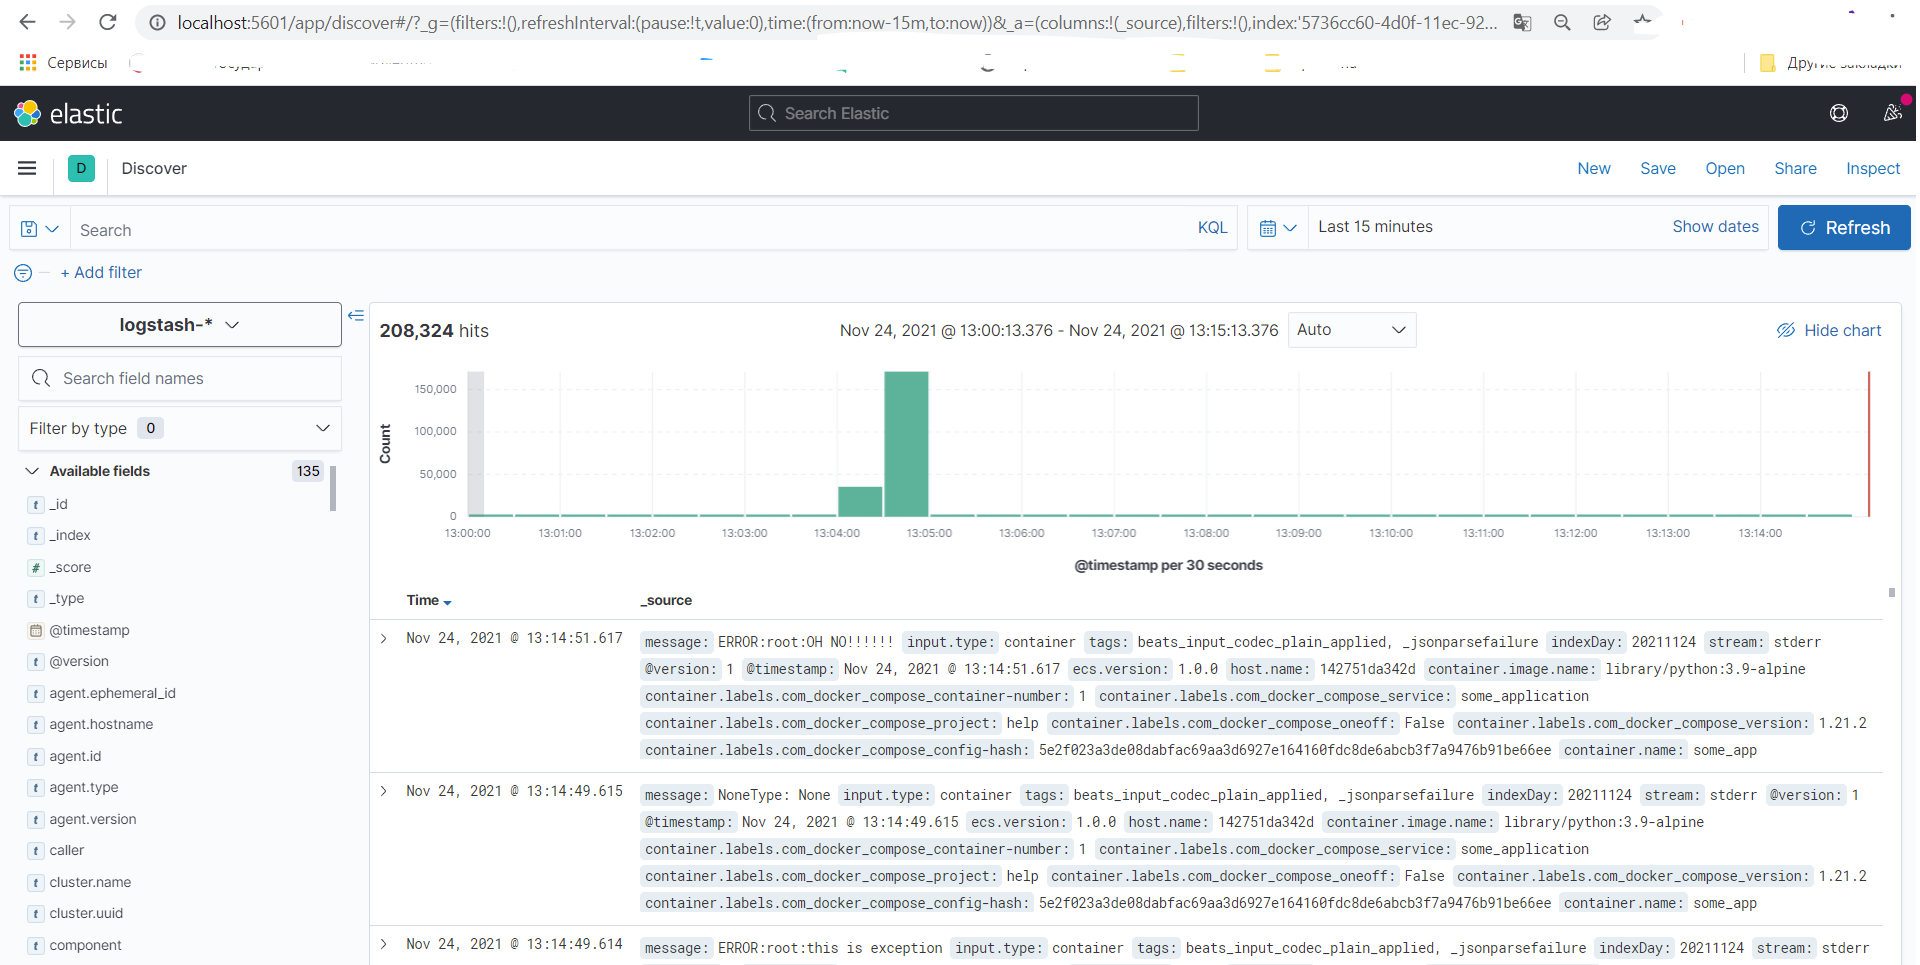 localhost:5601/app/discover#/?_g=(filters:!(),refreshInterval:(pause:!t,value:0),time:(from:now-15m,to:now))&_a=(columns:!(_source),filters:!(),index:'5736cc60-4d0f-11ec-92...
Сервисы
Другие закладки
elastic
Search Elastic
D Discover
New Save Open Share Inspect
Search KQL
Last 15 minutes Show dates
Refresh
+ Add filter
logstash-*
208,324 hits
Nov 24, 2021 @ 13:00:13.376 - Nov 24, 2021 @ 13:15:13.376 Auto
Hide chart
Search field names
Filter by type 0
Available fields 135
t _id
t _index
# _score
t _type
@timestamp
t @version
t agent.ephemeral_id
t agent.hostname
t agent.id
t agent.type
t agent.version
t caller
t cluster.name
t cluster.uuid
t component
Count
150,000
100,000
50,000
0
13:00:00 13:01:00 13:02:00 13:03:00 13:04:00 13:05:00 13:06:00 13:07:00 13:08:00 13:09:00 13:10:00 13:11:00 13:12:00 13:13:00 13:14:00
@timestamp per 30 seconds
Time _source
Nov 24, 2021 @ 13:14:51.617 message: ERROR:root:OH NO!!!!!! input.type: container tags: beats_input_codec_plain_applied, _jsonparsefailure indexDay: 20211124 stream: stderr
@version: 1 @timestamp: Nov 24, 2021 @ 13:14:51.617 ecs.version: 1.0.0 host.name: 142751da342d container.image.name: library/python:3.9-alpine
container.labels.com_docker_compose_container-number: 1 container.labels.com_docker_compose_service: some_application
container.labels.com_docker_compose_project: help container.labels.com_docker_compose_oneoff: False container.labels.com_docker_compose_version: 1.21.2
container.labels.com_docker_compose_config-hash: 5e2f023a3de08dabfac69aa3d6927e164160fdc8de6abcb3f7a9476b91be66ee container.name: some_app
Nov 24, 2021 @ 13:14:49.615 message: NoneType: None input.type: container tags: beats_input_codec_plain_applied, _jsonparsefailure indexDay: 20211124 stream: stderr @version: 1
@timestamp: Nov 24, 2021 @ 13:14:49.615 ecs.version: 1.0.0 host.name: 142751da342d container.image.name: library/python:3.9-alpine
container.labels.com_docker_compose_container-number: 1 container.labels.com_docker_compose_service: some_application
container.labels.com_docker_compose_project: help container.labels.com_docker_compose_oneoff: False container.labels.com_docker_compose_version: 1.21.2
container.labels.com_docker_compose_config-hash: 5e2f023a3de08dabfac69aa3d6927e164160fdc8de6abcb3f7a9476b91be66ee container.name: some_app
Nov 24, 2021 @ 13:14:49.614 message: ERROR:root:this is exception input.type: container tags: beats_input_codec_plain_applied, _jsonparsefailure indexDay: 20211124 stream: stderr